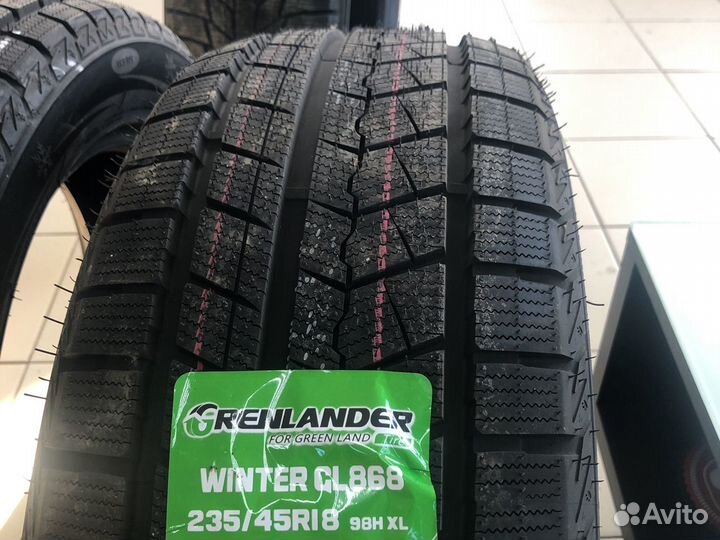 GRENLANDER
FOR GREEN LAND
WINTER GL868
235/45R18 98H XL
Avito